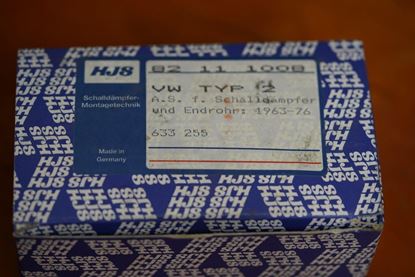 HJS
82 11 1008
Schalldämpfer-
Montagetechnik
VW TYP 2
A.S. f. Schalldämpfer
und Endrohr: 1963-76
633 255
Made in
Germany